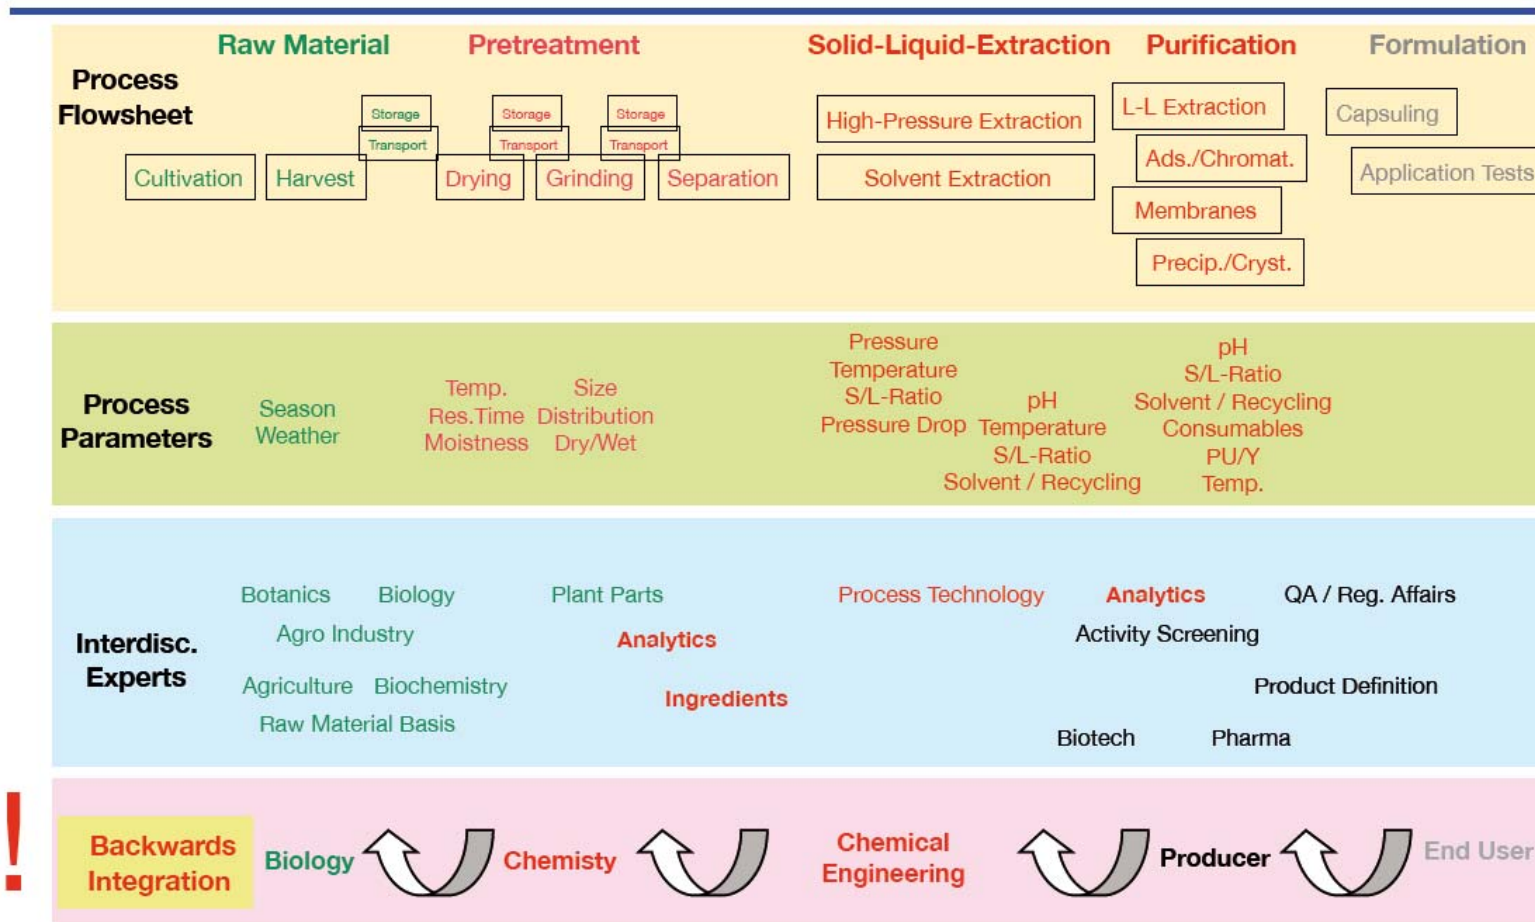 Raw Material
Pretreatment
Solid-Liquid-Extraction
Purification
Formulation
Process
Flowsheet
Storage
Transport
Storage
Transport
Storage
Transport
Cultivation
Harvest
Drying
Grinding
Separation
High-Pressure Extraction
Solvent Extraction
L-L Extraction
Ads./Chromat.
Membranes
Precip./Cryst.
Capsuling
Application Tests
Process
Parameters
Season
Weather
Temp.
Res.Time
Moistness
Size
Distribution
Dry/Wet
Pressure
Temperature
S/L-Ratio
Pressure Drop
pH
Temperature
S/L-Ratio
Solvent / Recycling
pH
S/L-Ratio
Solvent / Recycling
Consumables
PU/Y
Temp.
Interdisc.
Experts
Botanics
Biology
Plant Parts
Agro Industry
Analytics
Agriculture
Biochemistry
Ingredients
Raw Material Basis
Process Technology
Analytics
QA / Reg. Affairs
Activity Screening
Product Definition
Biotech
Pharma
!
Backwards
Integration
Biology
Chemisty
Chemical
Engineering
Producer
End User